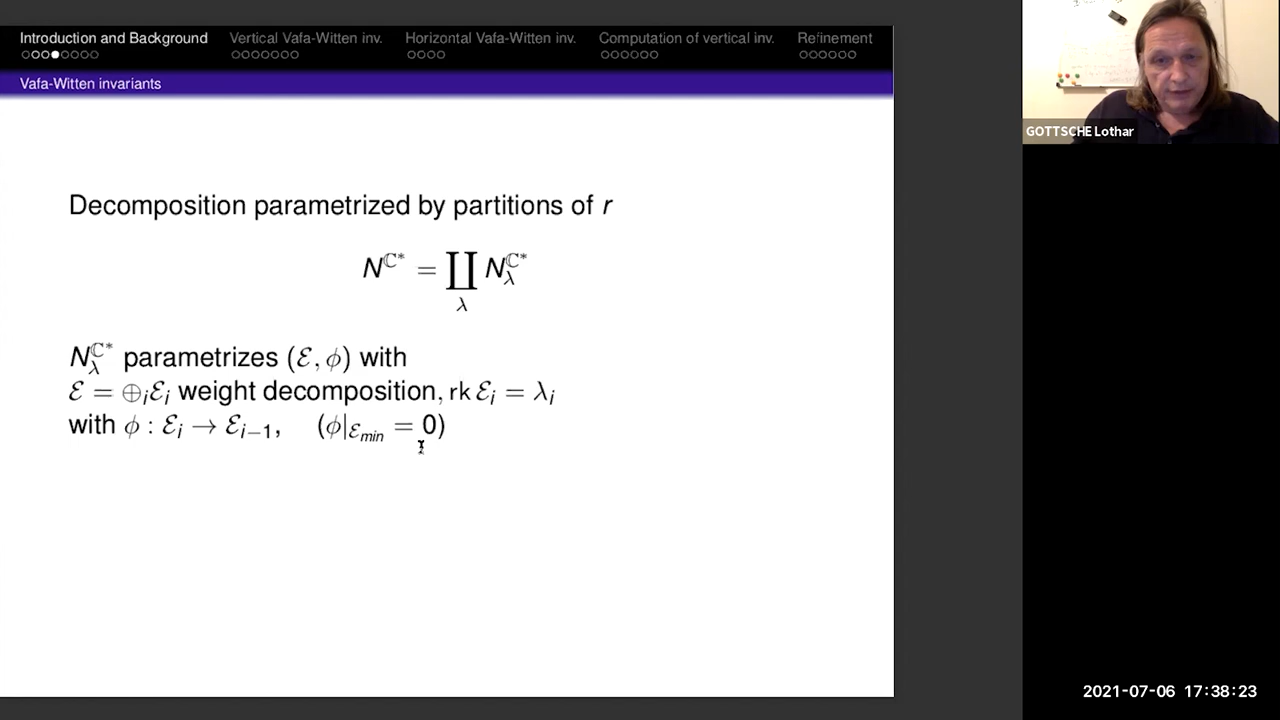 Introduction and Background Vertical Vafa-Witten inv. Horizontal Vafa-Witten inv. Computation of vertical inv. Refinement
Vafa-Witten invariants
Decomposition parametrized by partitions of r
N^{ℂ*} = ∐_λ N_λ^{ℂ*}
N_λ^{ℂ*} parametrizes (ℰ, ϕ) with
ℰ = ⊕_iℰ_i weight decomposition, rk ℰ_i = λ_i
with ϕ : ℰ_i → ℰ_{i−1}, (ϕ|_{ℰ_{min}} = 0)
GOTTSCHE Lothar
2021-07-06 17:38:23